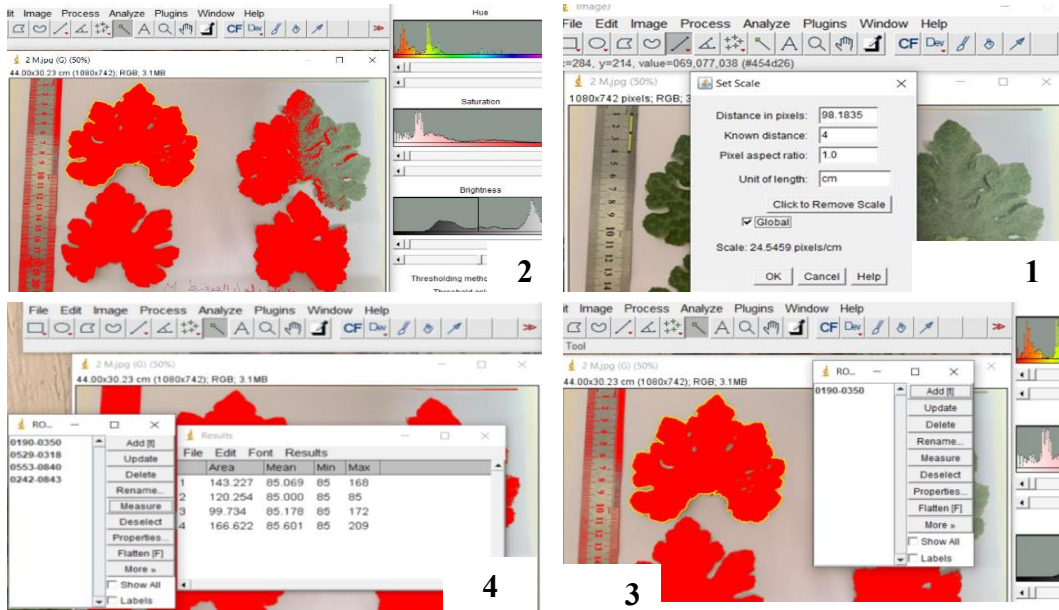 it Image Process Analyze Plugins Window Help
CF Dev
2 M.jpg (G) (50%)
44.00x30.23 cm (1080x742); RGB; 3.1MB
Hue
Saturation
Brightness
Thresholding
2
File Edit Image Process Analyze Plugins Window Help
CF Dev
x=284, y=214, value=069,077,038 (#454d26)
2 M.jpg (50%)
1080x742 pixels; RGB;
Set Scale
Distance in pixels: 98.1835
Known distance: 4
Pixel aspect ratio: 1.0
Unit of length: cm
Click to Remove Scale
Global
Scale: 24.5459 pixels/cm
OK Cancel Help
1
File Edit Image Process Analyze Plugins Window Help
CF Dev
2 M.jpg (G) (50%)
44.00x30.23 cm (1080x742); RGB; 3.1MB
RO...
0190-0350
0529-0318
0553-0840
0242-0843
Add [t]
Update
Delete
Rename...
Measure
Deselect
Properties...
Flatten [F]
More »
Show All
Labels
Results
File Edit Font Results
Area Mean Min Max
1 143.227 85.069 85 168
2 120.254 85.000 85 85
3 99.734 85.178 85 172
4 166.622 85.601 85 209
4
File Edit Image Process Analyze Plugins Window Help
CF Dev
Tool
2 M.jpg (G) (50%)
44.00x30.23 cm (1080x742); RGB; 3.1MB
RO...
0190-0350
Add [t]
Update
Delete
Rename...
Measure
Deselect
Properties...
Flatten [F]
More »
Show All
Labels
3